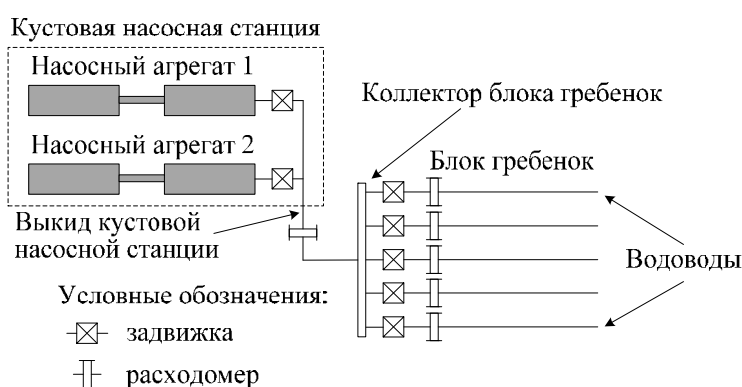 Кустовая насосная станция
Насосный агрегат 1
Насосный агрегат 2
Коллектор блока гребенок
Блок гребенок
Выкид кустовой
насосной станции
Водоводы
Условные обозначения:
задвижка
расходомер